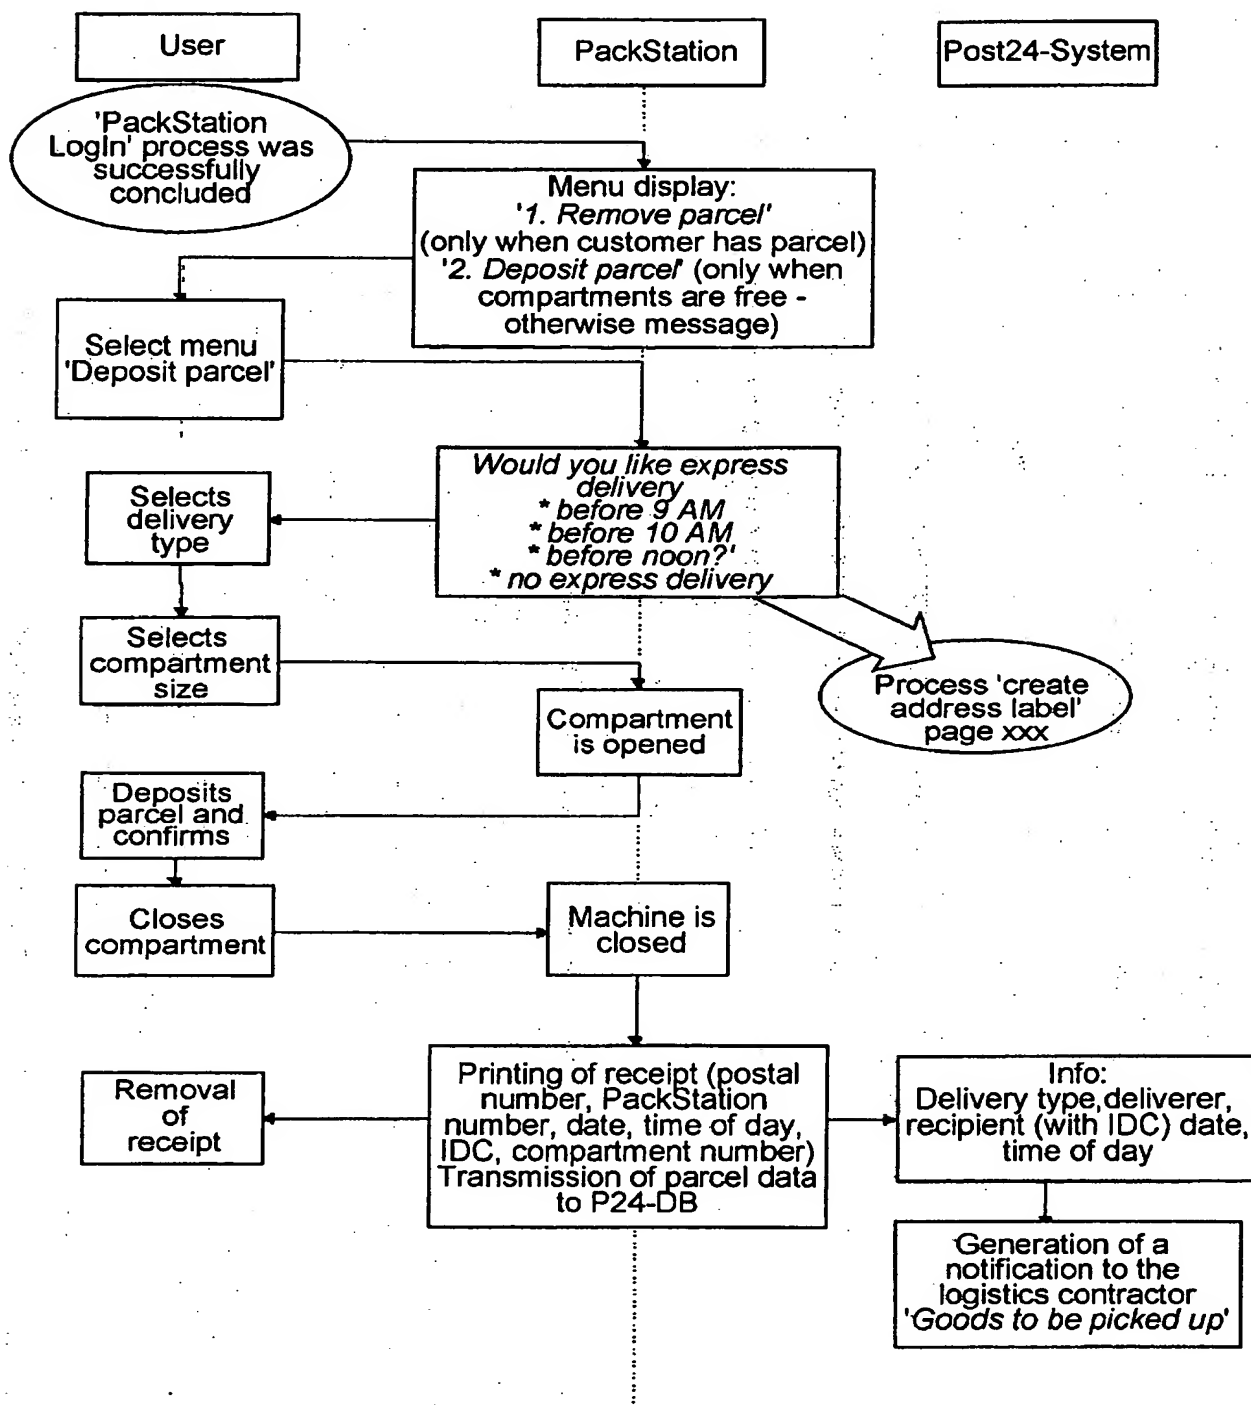 User
PackStation
Post24-System
'PackStation
LogIn' process was
successfully
concluded
Menu display:
'1. Remove parcel'
(only when customer has parcel)
'2. Deposit parcel' (only when
compartments are free -
otherwise message)
Select menu
'Deposit parcel'
Would you like express
delivery
* before 9 AM
* before 10 AM
* before noon?'
* no express delivery
Selects
delivery
type
Selects
compartment
size
Process 'create
address label'
page xxx
Compartment
is opened
Deposits
parcel and
confirms
Closes
compartment
Machine is
closed
Removal
of
receipt
Printing of receipt (postal
number, PackStation
number, date, time of day,
IDC, compartment number)
Transmission of parcel data
to P24-DB
Info:
Delivery type, deliverer,
recipient (with IDC) date,
time of day
Generation of a
notification to the
logistics contractor
'Goods to be picked up'